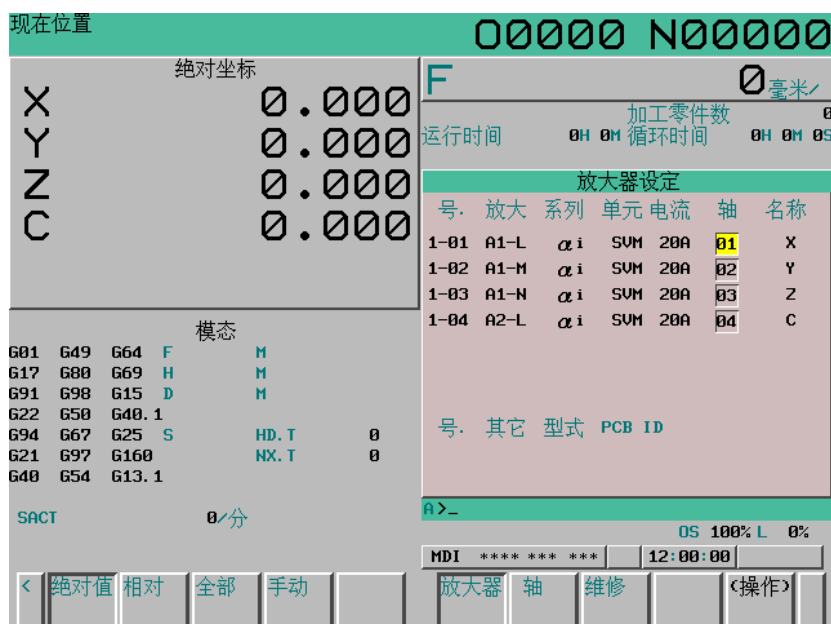 现在位置
O0000 N00000
绝对坐标
X 0.000
Y 0.000
Z 0.000
C 0.000
F 0 毫米/
加工零件数 0
运行时间 0H 0M 循环时间 0H 0M 0S
放大器设定
号. 放大 系列 单元 电流 轴 名称
1-01 A1-L αi SVM 20A 01 X
1-02 A1-M αi SVM 20A 02 Y
1-03 A1-N αi SVM 20A 03 Z
1-04 A2-L αi SVM 20A 04 C
号. 其它 型式 PCB ID
模态
G01 G49 G64 F M
G17 G80 G69 H M
G91 G98 G15 D M
G22 G50 G40.1
G94 G67 G25 S HD.T 0
G21 G97 G160 NX.T 0
G40 G54 G13.1
SACT 0/分
A>_
OS 100% L 0%
MDI **** *** *** 12:00:00
< 绝对值 相对 全部 手动
放大器 轴 维修 (操作)